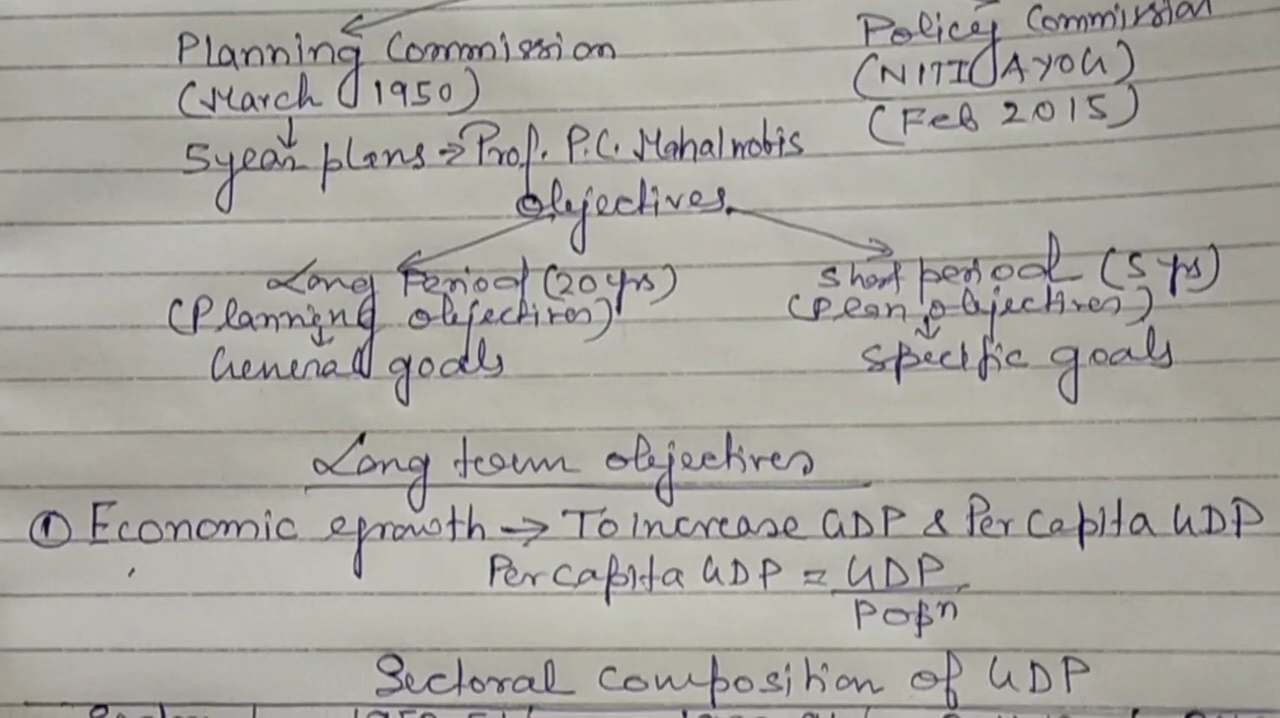 Planning Commission
(March 1950)
Policy Commission
(NITI AYOG)
(Feb 2015)
5 year plans → Prof. P.C. Mahalnobis
Objectives
Long Period (20 yrs)
(Planning objectives)
General goals
Short period (5 yrs)
(Plan objectives)
Specific goals
Long term objectives
① Economic growth → To increase GDP & Per Capita GDP
Per Capita GDP = GDP
Popn
Sectoral composition of GDP